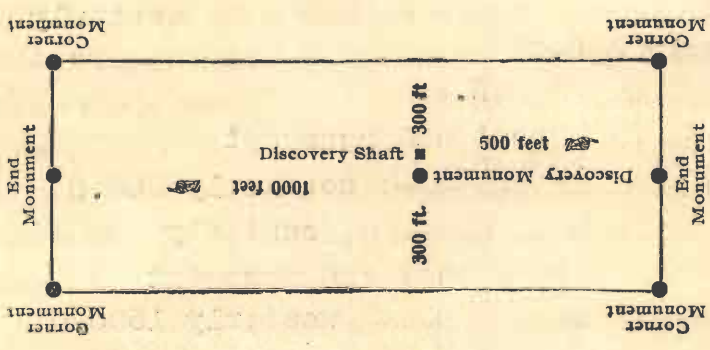 Corner
Monument
Corner
Monument
300 ft
500 feet
Discovery Shaft
End
Monument
Discovery Monument
End
Monument
1000 feet
300 ft.
Corner
Monument
Corner
Monument